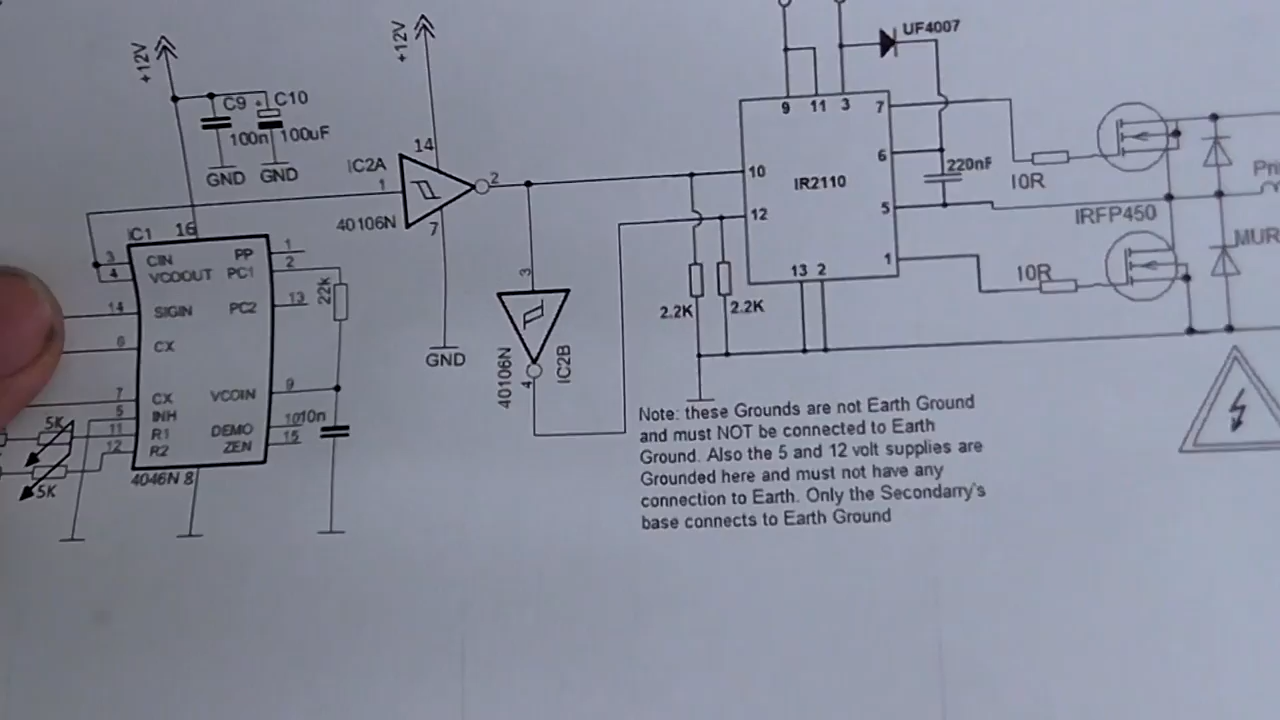 +12V
+12V
UF4007
C9
C10
100n
100uF
GND
GND
14
IC2A
1
2
40106N
7
GND
3
40106N
IC2B
4
IC1
16
3
4
CIN
VCOOUT
PP
1
PC1
2
22k
14
SIGIN
PC2
13
6
CX
7
CX
VCOIN
9
5
INH
11
R1
DEMO
10
10n
12
R2
ZEN
15
5K
5K
4046N
8
9
11
3
7
10
6
220nF
IR2110
12
5
13
2
1
2.2K
2.2K
10R
IRFP450
10R
MUR
Note: these Grounds are not Earth Ground
and must NOT be connected to Earth
Ground. Also the 5 and 12 volt supplies are
Grounded here and must not have any
connection to Earth. Only the Secondarry's
base connects to Earth Ground